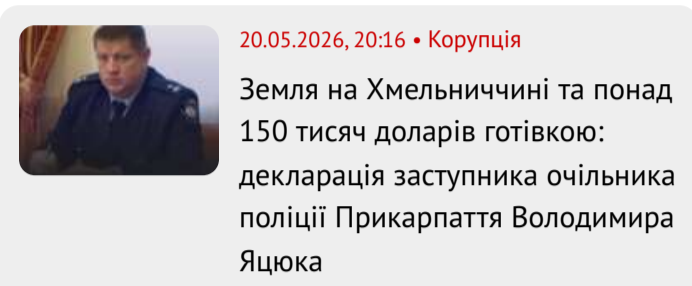 20.05.2026, 20:16 • Корупція
Земля на Хмельниччині та понад
150 тисяч доларів готівкою:
декларація заступника очільника
поліції Прикарпаття Володимира
Яцюка